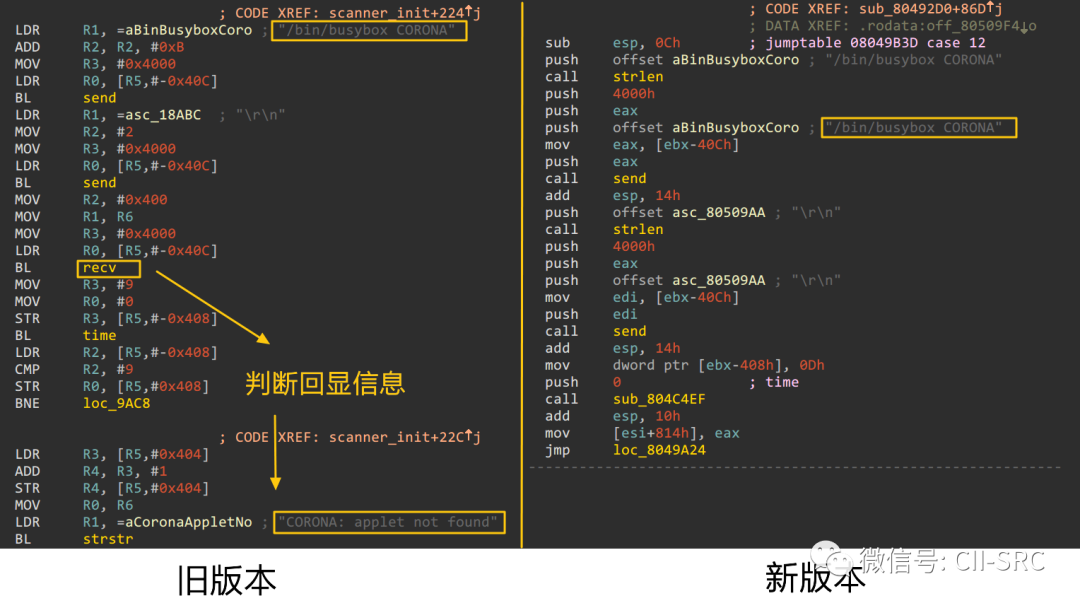 ; CODE XREF: scanner_init+224↑j
LDR R1, =aBinBusyboxCoro ; "/bin/busybox CORONA"
ADD R2, R2, #0xB
MOV R3, #0x4000
LDR R0, [R5,#-0x40C]
BL send
LDR R1, =asc_18ABC ; "\r\n"
MOV R2, #2
MOV R3, #0x4000
LDR R0, [R5,#-0x40C]
BL send
MOV R2, #0x400
MOV R1, R6
MOV R3, #0x4000
LDR R0, [R5,#-0x40C]
BL recv
MOV R3, #9
MOV R0, #0
STR R3, [R5,#-0x408]
BL time
LDR R2, [R5,#-0x408]
CMP R2, #9
STR R0, [R5,#0x408]
BNE loc_9AC8
判断回显信息
; CODE XREF: scanner_init+22C↑j
LDR R3, [R5,#0x404]
ADD R4, R3, #1
STR R4, [R5,#0x404]
MOV R0, R6
LDR R1, =aCoronaAppletNo ; "CORONA: applet not found"
BL strstr
旧版本
; CODE XREF: sub_80492D0+86D↑j
; DATA XREF: .rodata:off_80509F4↓o
sub esp, 0Ch ; jumptable 08049B3D case 12
push offset aBinBusyboxCoro ; "/bin/busybox CORONA"
call strlen
push 4000h
push eax
push offset aBinBusyboxCoro ; "/bin/busybox CORONA"
mov eax, [ebx-40Ch]
push eax
call send
add esp, 14h
push offset asc_80509AA ; "\r\n"
call strlen
push 4000h
push eax
push offset asc_80509AA ; "\r\n"
mov edi, [ebx-40Ch]
push edi
call send
add esp, 14h
mov dword ptr [ebx-408h], 0Dh
push 0 ; time
call sub_804C4EF
add esp, 10h
mov [esi+814h], eax
jmp loc_8049A24
微信号: CII-SRC
新版本